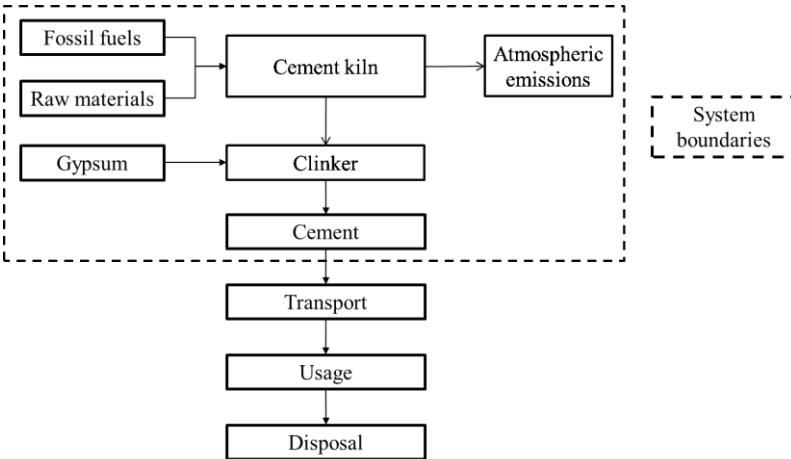 Fossil fuels
Raw materials
Cement kiln
Atmospheric
emissions
System
boundaries
Gypsum
Clinker
Cement
Transport
Usage
Disposal